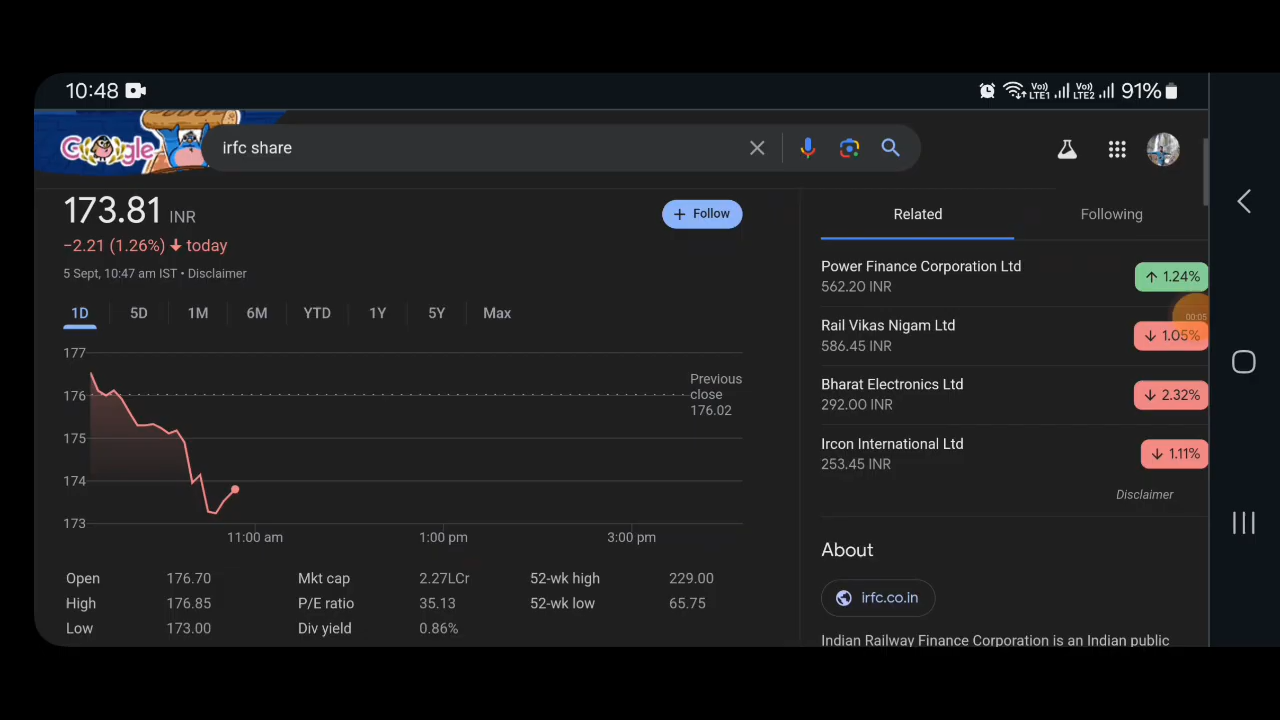 10:48
Vo) LTE1 Vo) LTE2 91%
Google
irfc share
173.81 INR
+ Follow
−2.21 (1.26%) ↓ today
5 Sept, 10:47 am IST • Disclaimer
1D 5D 1M 6M YTD 1Y 5Y Max
177
176
175
174
173
Previous
close
176.02
11:00 am 1:00 pm 3:00 pm
Open 176.70 Mkt cap 2.27LCr 52-wk high 229.00
High 176.85 P/E ratio 35.13 52-wk low 65.75
Low 173.00 Div yield 0.86%
Related Following
Power Finance Corporation Ltd
562.20 INR
↑ 1.24%
00:05
Rail Vikas Nigam Ltd
586.45 INR
↓ 1.05%
Bharat Electronics Ltd
292.00 INR
↓ 2.32%
Ircon International Ltd
253.45 INR
↓ 1.11%
Disclaimer
About
irfc.co.in
Indian Railway Finance Corporation is an Indian public